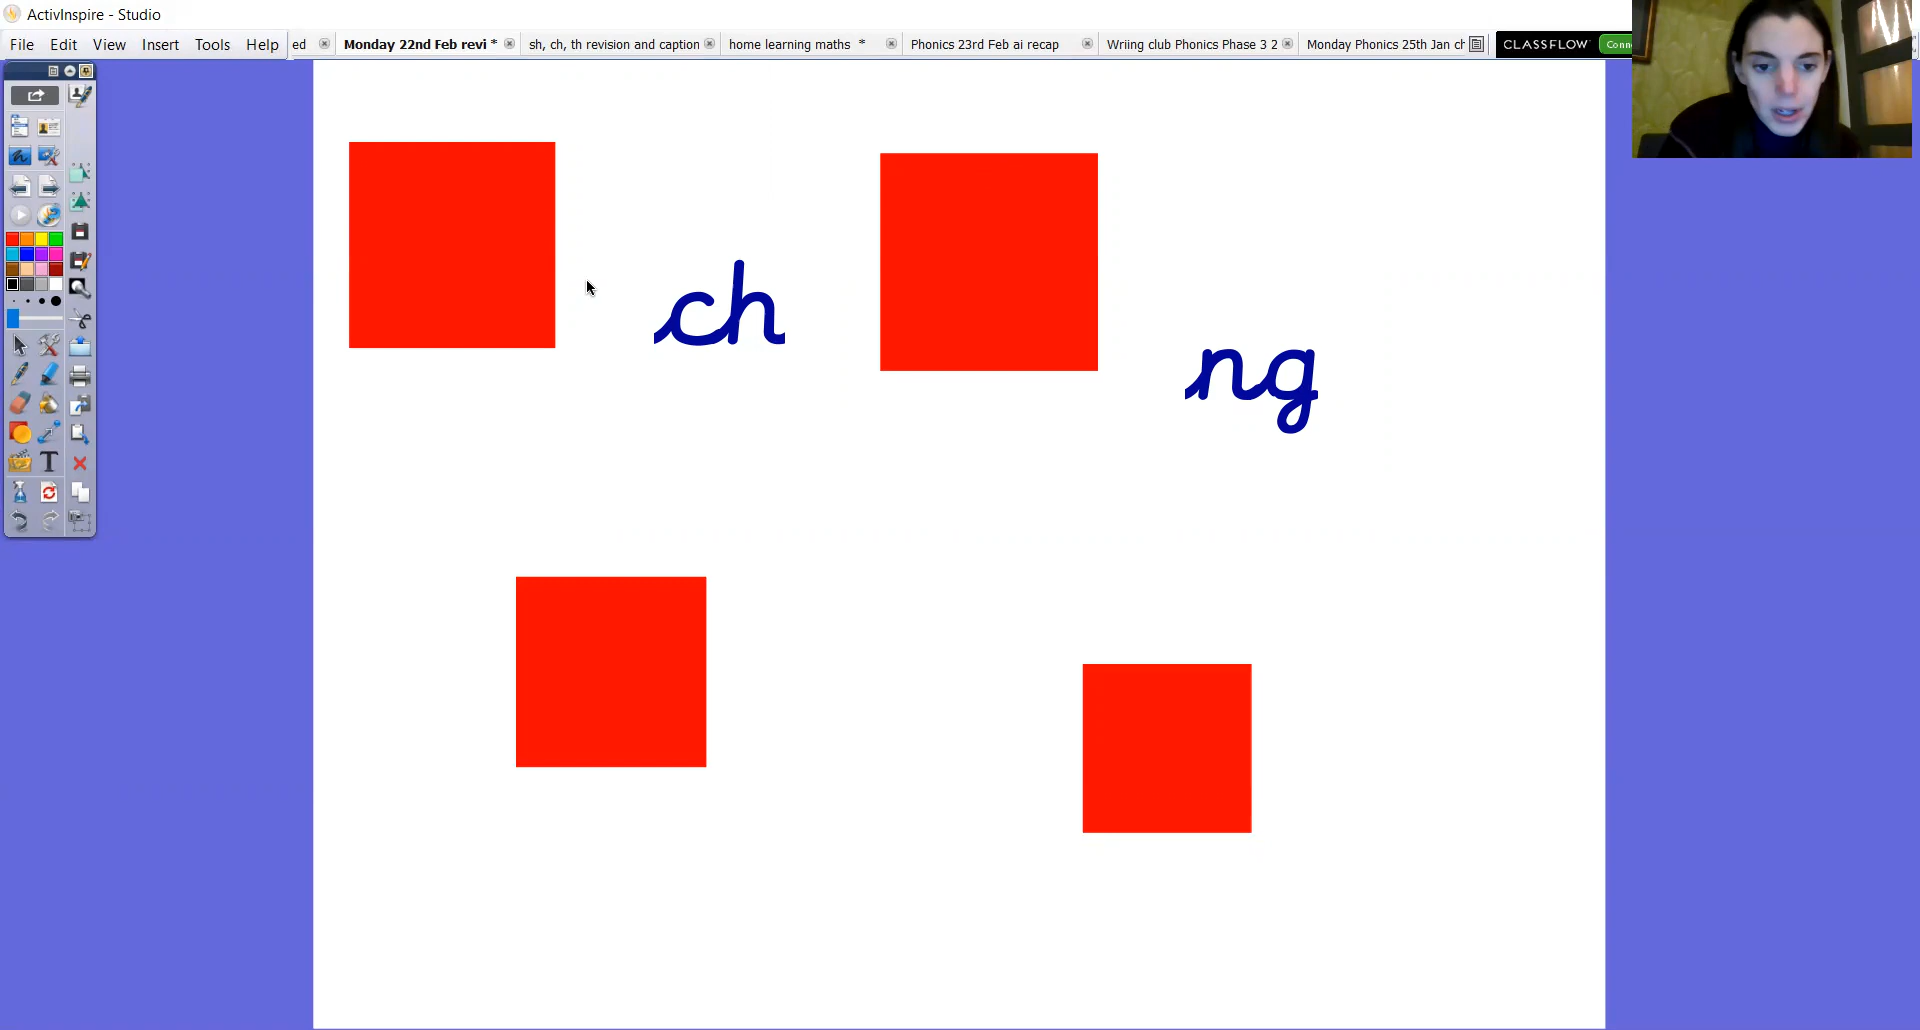 ActivInspire - Studio
File Edit View Insert Tools Help
ed Monday 22nd Feb revi * sh, ch, th revision and caption home learning maths * Phonics 23rd Feb ai recap Wriing club Phonics Phase 3 2 Monday Phonics 25th Jan ch CLASSFLOW Conn
T
ch
ng